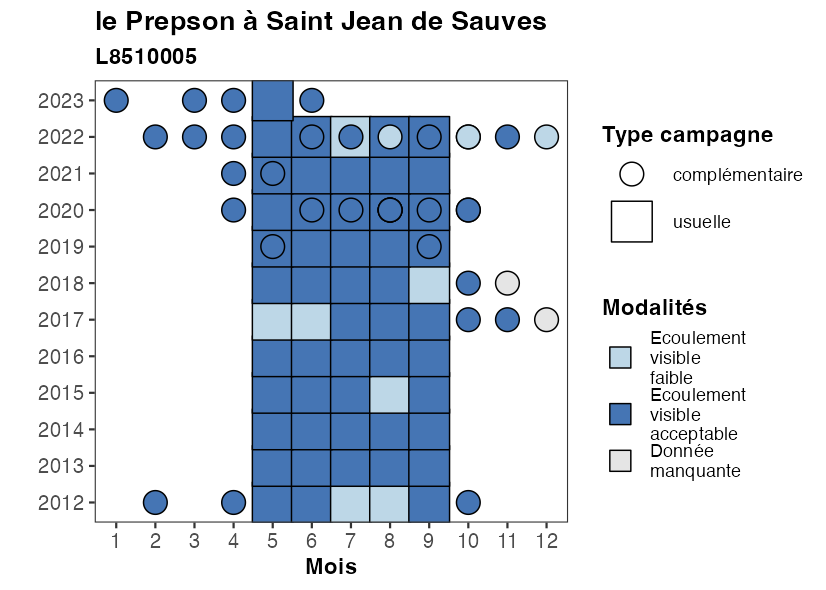 le Prepson à Saint Jean de Sauves
L8510005
2023
2022
2021
2020
2019
2018
2017
2016
2015
2014
2013
2012
1 2 3 4 5 6 7 8 9 10 11 12
Mois
Type campagne
complémentaire
usuelle
Modalités
Ecoulement
visible
faible
Ecoulement
visible
acceptable
Donnée
manquante